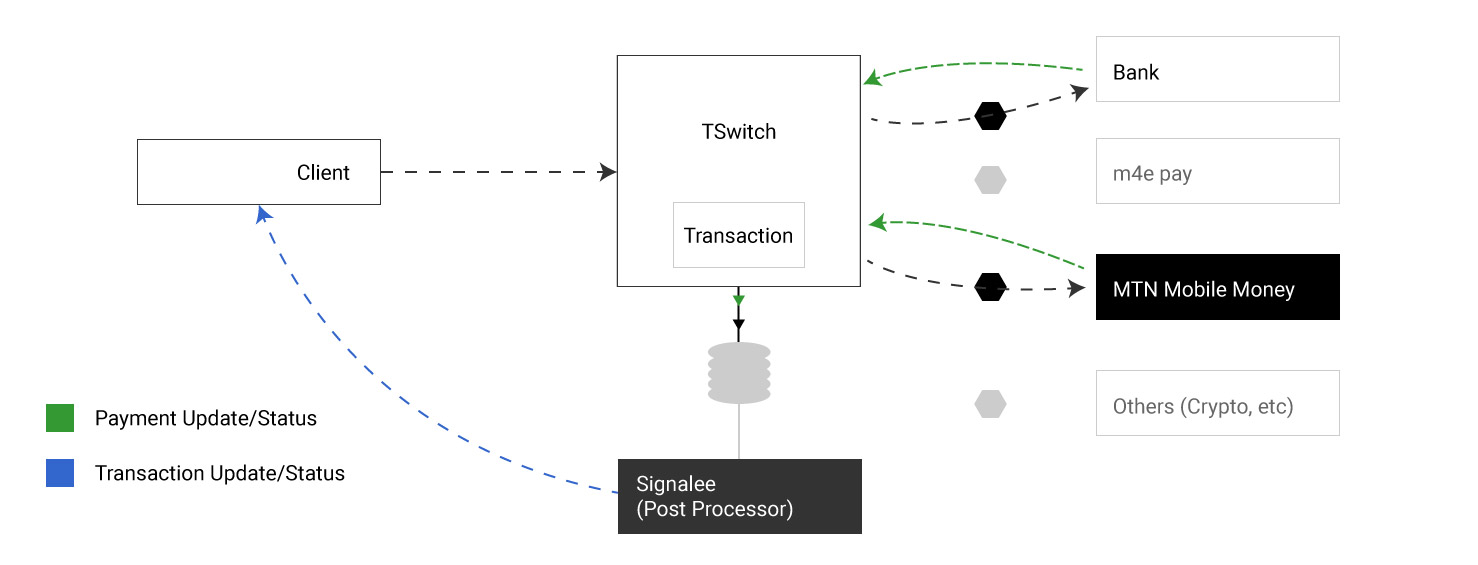 Bank
TSwitch
Client
m4e pay
Transaction
MTN Mobile Money
Others (Crypto, etc)
Payment Update/Status
Transaction Update/Status
Signalee
(Post Processor)